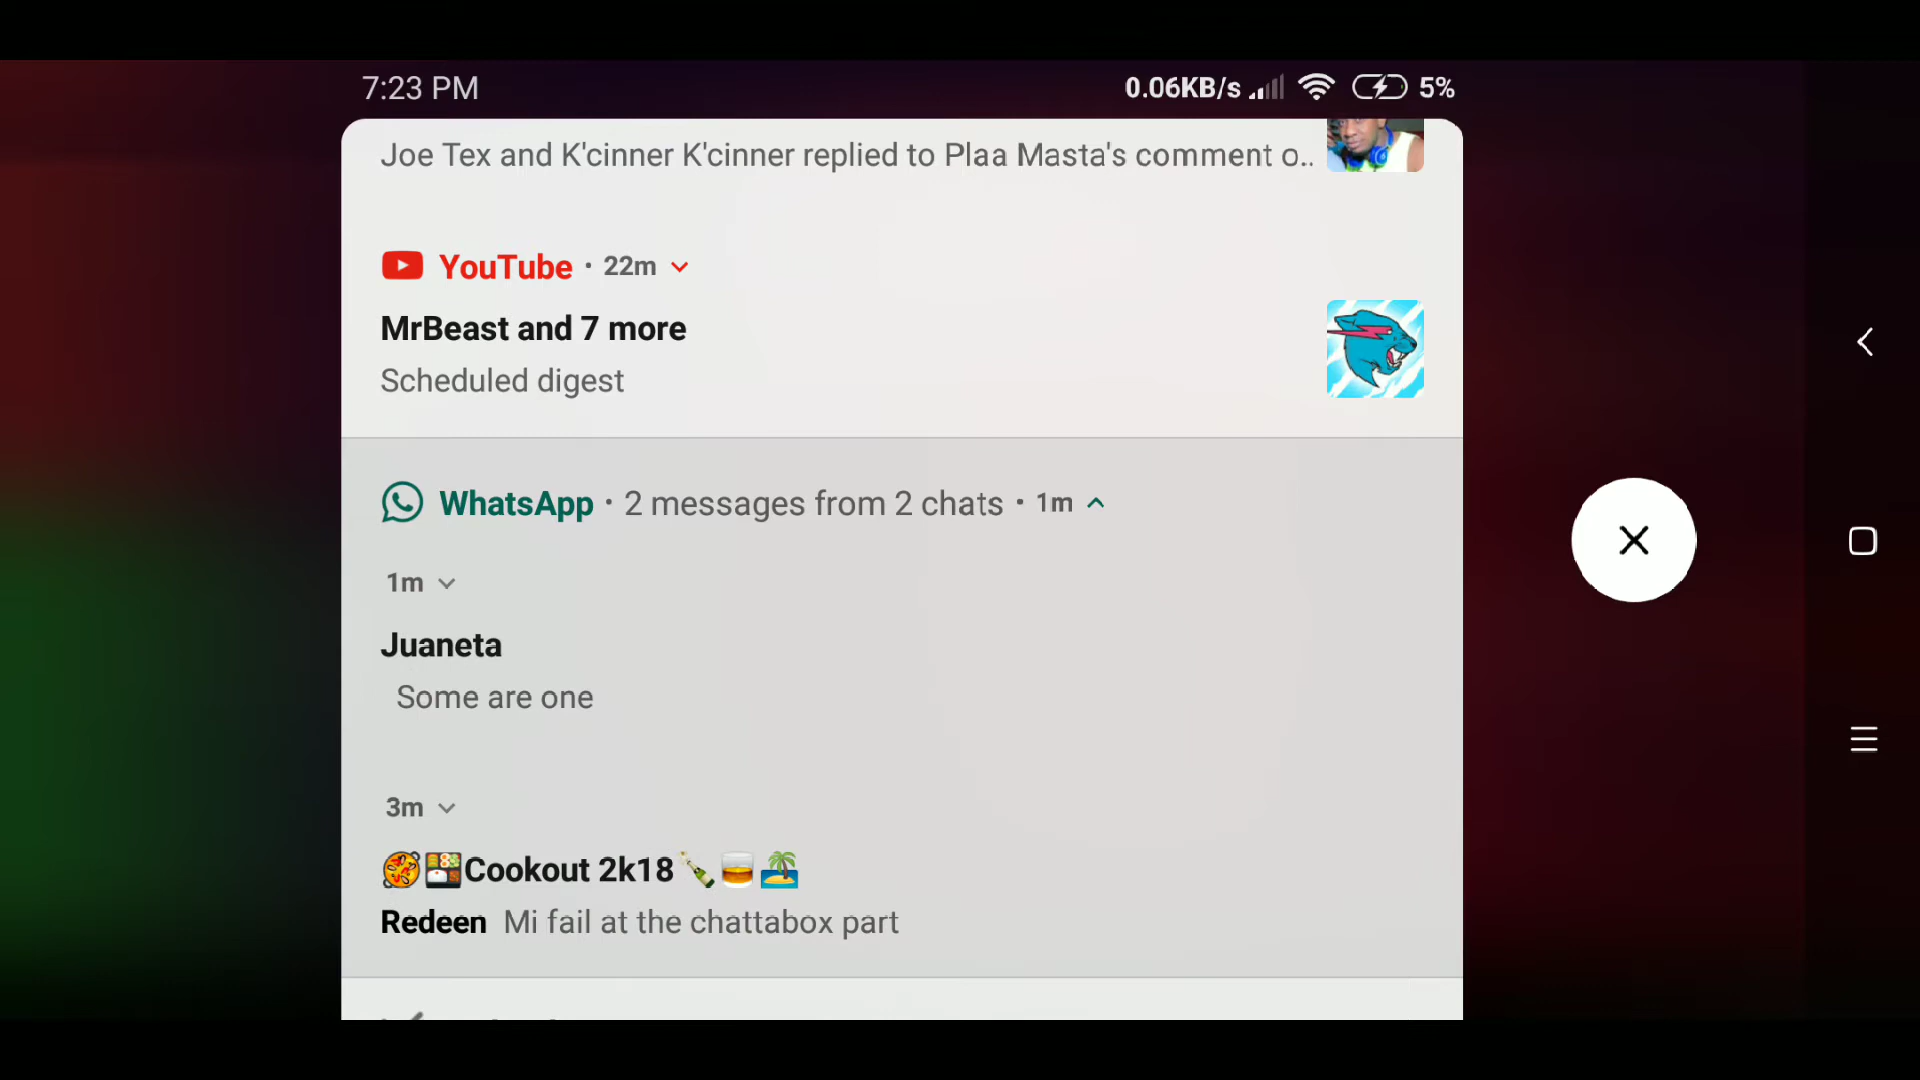 7:23 PM 0.06KB/s 5%
Joe Tex and K'cinner K'cinner replied to Plaa Masta's comment o..
YouTube · 22m
MrBeast and 7 more
Scheduled digest
WhatsApp · 2 messages from 2 chats · 1m
1m
Juaneta
Some are one
3m
🥘🍱Cookout 2k18🍾🥃🏝️
Redeen Mi fail at the chattabox part